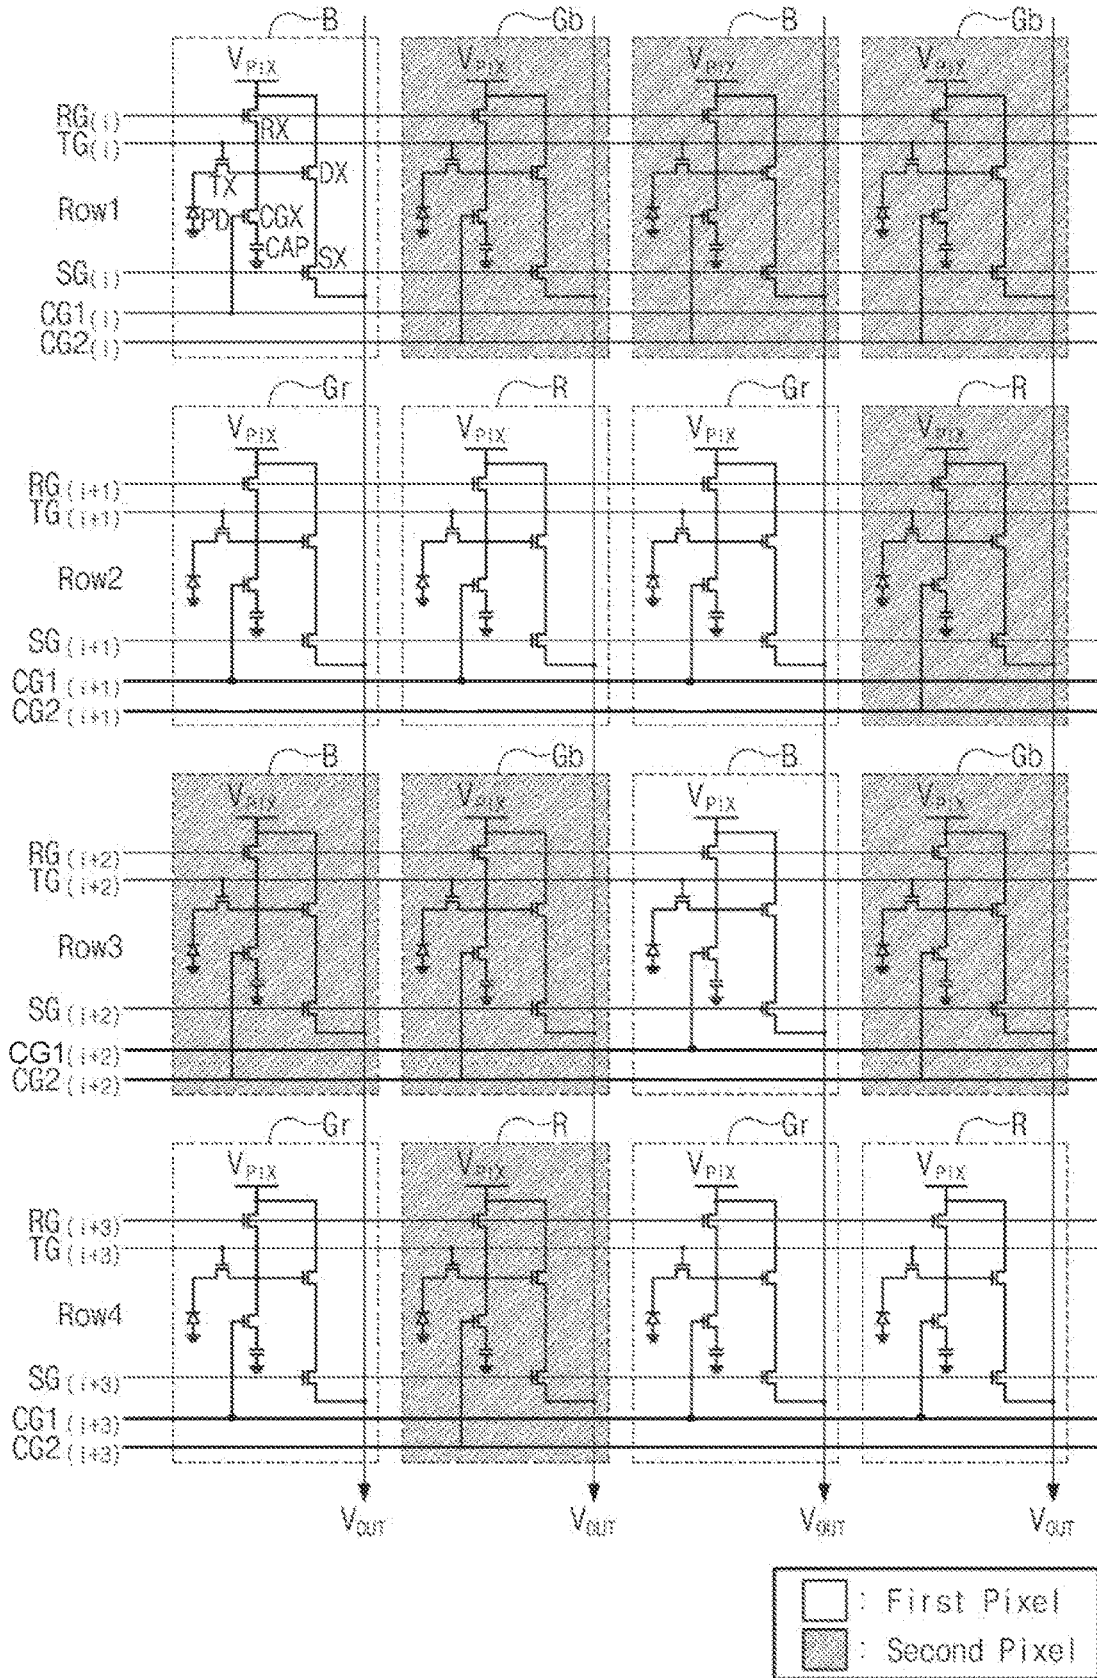 B Gb B Gb
VPIX VPIX VPIX VPIX
RG(i)
RX
TG(i)
TX DX
Row1 PD CGX
CAP
SG(i) SX
CG1(i)
CG2(i)
Gr R Gr R
VPIX VPIX VPIX VPIX
RG(i+1)
TG(i+1)
Row2
SG(i+1)
CG1(i+1)
CG2(i+1)
B Gb B Gb
VPIX VPIX VPIX VPIX
RG(i+2)
TG(i+2)
Row3
SG(i+2)
CG1(i+2)
CG2(i+2)
Gr R Gr R
VPIX VPIX VPIX VPIX
RG(i+3)
TG(i+3)
Row4
SG(i+3)
CG1(i+3)
CG2(i+3)
VOUT VOUT VOUT VOUT
: First Pixel
: Second Pixel